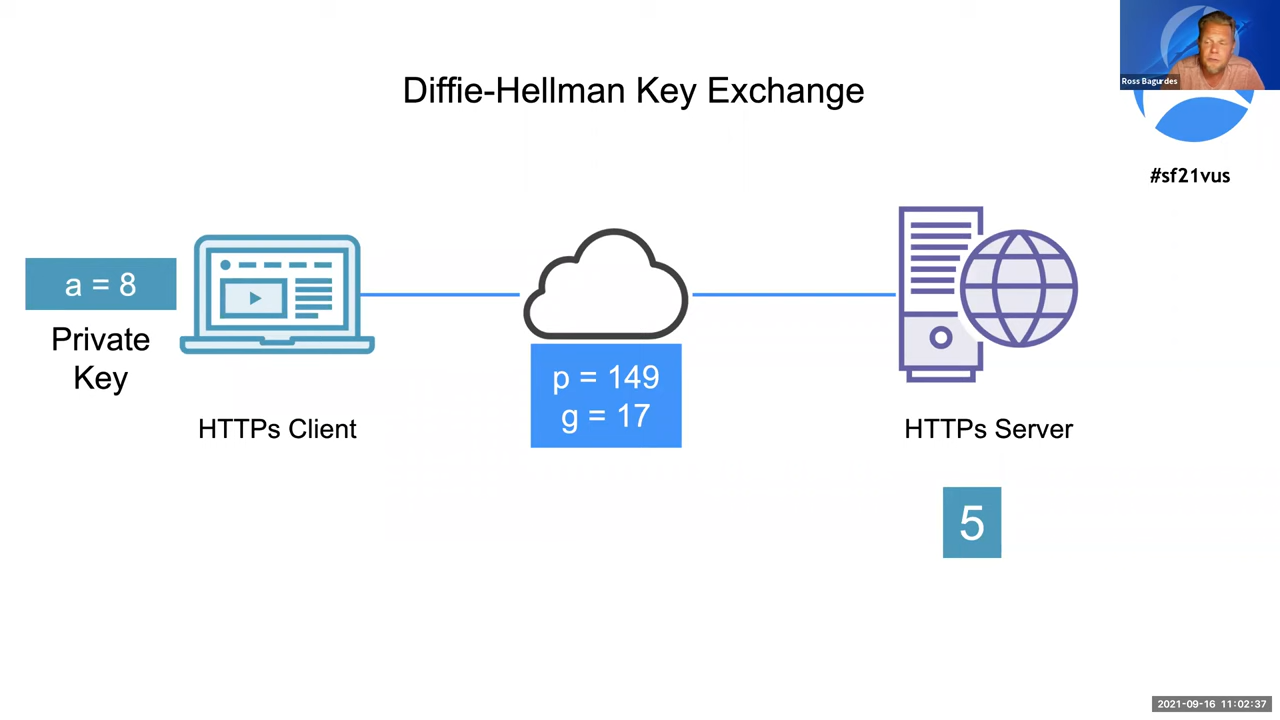 Ross Bagurdes
Diffie-Hellman Key Exchange
#sf21vus
a = 8
Private
Key
p = 149
g = 17
HTTPs Client
HTTPs Server
5
2021-09-16 11:02:37